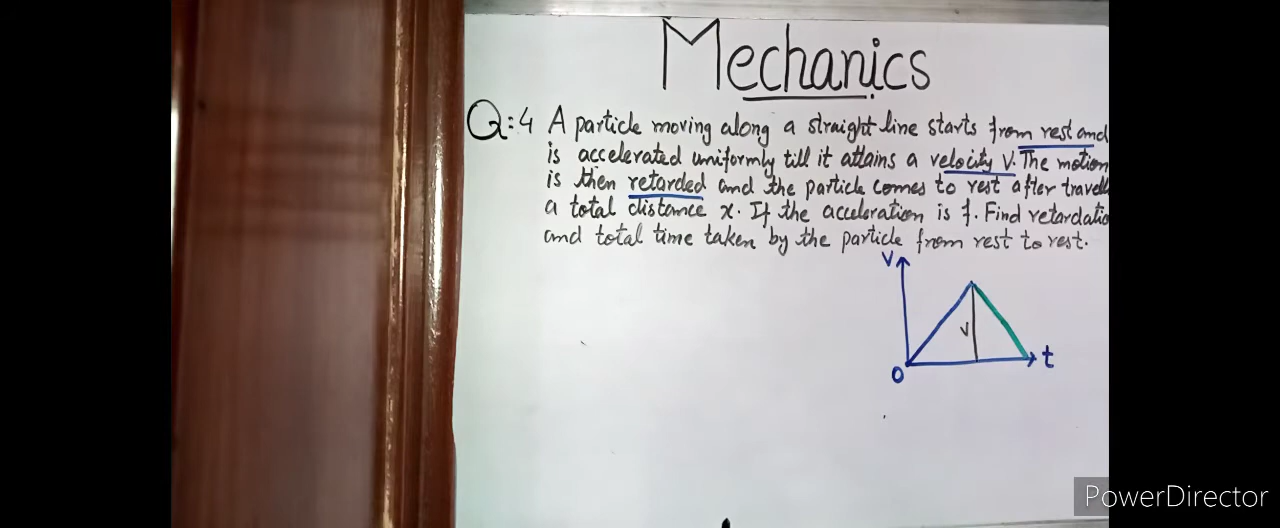 Mechanics
Q:4 A particle moving along a straight line starts from rest and
is accelerated uniformly till it attains a velocity V. The motion
is then retarded and the particle comes to rest after travell
a total distance x. If the acceleration is f. Find retardatio
and total time taken by the particle from rest to rest.
V
V
O
t
PowerDirector